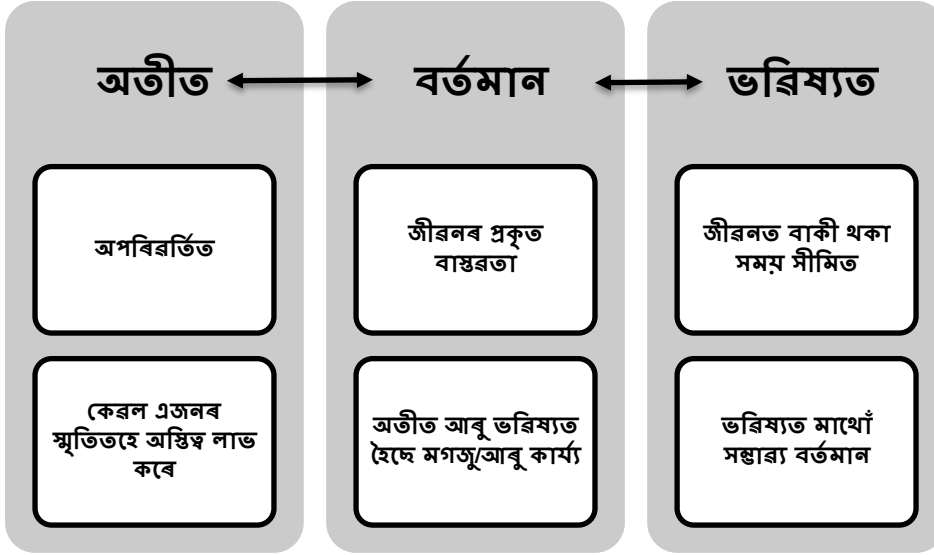 অতীত
বৰ্তমান
ভৱিষ্যত
অপৰিৱৰ্তিত
জীৱনৰ প্ৰকৃত
বাস্তৱতা
জীৱনত বাকী থকা
সময় সীমিত
কেৱল এজনৰ
স্মৃতিতহে অস্তিত্ব লাভ
কৰে
অতীত আৰু ভৱিষ্যত
হৈছে মগজু/আৰু কাৰ্য্য
ভৱিষ্যত মাথোঁ
সম্ভাৱ্য বৰ্তমান